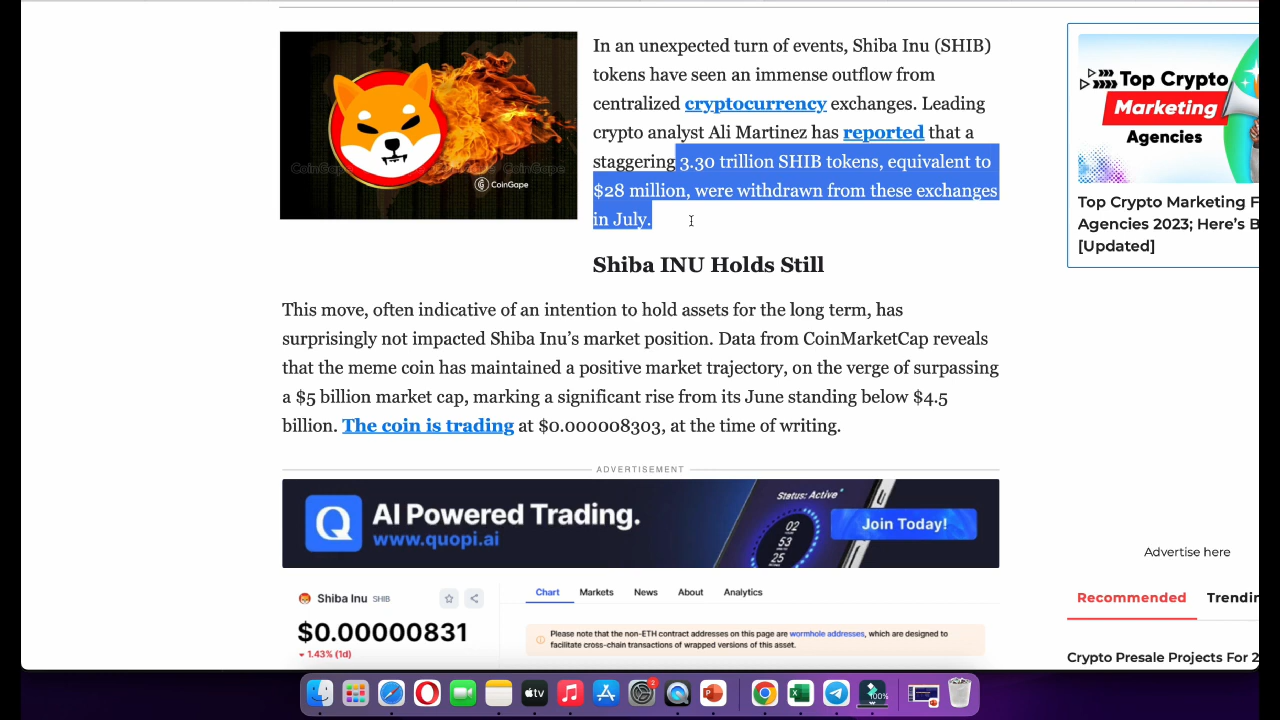 In an unexpected turn of events, Shiba Inu (SHIB)
tokens have seen an immense outflow from
centralized cryptocurrency exchanges. Leading
crypto analyst Ali Martinez has reported that a
staggering 3.30 trillion SHIB tokens, equivalent to
$28 million, were withdrawn from these exchanges
in July.
CoinGape
CoinGape
CoinGape
Shiba INU Holds Still
This move, often indicative of an intention to hold assets for the long term, has
surprisingly not impacted Shiba Inu’s market position. Data from CoinMarketCap reveals
that the meme coin has maintained a positive market trajectory, on the verge of surpassing
a $5 billion market cap, marking a significant rise from its June standing below $4.5
billion. The coin is trading at $0.000008303, at the time of writing.
ADVERTISEMENT
AI Powered Trading.
www.quopi.ai
Status: Active
02
53
25
Join Today!
Shiba Inu SHIB
$0.00000831
1.43% (1d)
Chart Markets News About Analytics
Please note that the non-ETH contract addresses on this page are wormhole addresses, which are designed to
facilitate cross-chain transactions of wrapped versions of this asset.
Top Crypto
Marketing
Agencies
Top Crypto Marketing F
Agencies 2023; Here’s B
[Updated]
Advertise here
Recommended Trendin
Crypto Presale Projects For 2
tv
2
100%